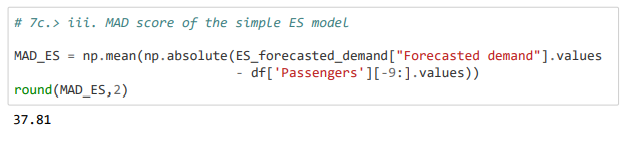 # 7c.> iii. MAD score of the simple ES model
MAD_ES = np.mean(np.absolute(ES_forecasted_demand["Forecasted demand"].values
- df['Passengers'][-9:].values))
round(MAD_ES,2)
37.81